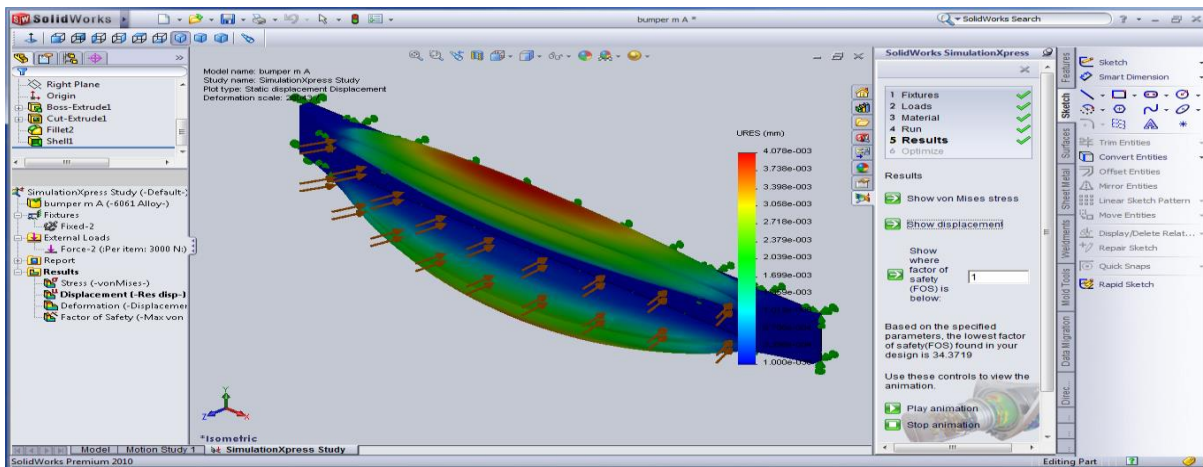 SolidWorks
bumper m A *
SolidWorks Search
Right Plane
Origin
Boss-Extrude1
Cut-Extrude1
Fillet2
Shell1
SimulationXpress Study (-Default-)
bumper m A (-6061 Alloy-)
Fixtures
Fixed-2
External Loads
Force-2 (:Per item: 3000 N:)
Report
Results
Stress (-vonMises-)
Displacement (-Res disp-)
Deformation (-Displacemen
Factor of Safety (-Max von
Model name: bumper m A
Study name: SimulationXpress Study
Plot type: Static displacement Displacement
Deformation scale:
URES (mm)
4.078e-003
3.738e-003
3.398e-003
3.058e-003
2.718e-003
2.379e-003
2.039e-003
1.699e-003
1.000e-030
*Isometric
SolidWorks SimulationXpress
1 Fixtures
2 Loads
3 Material
4 Run
5 Results
6 Optimize
Results
Show von Mises stress
Show displacement
Show
where
factor of
safety
(FOS) is
below:
1
Based on the specified
parameters, the lowest factor
of safety(FOS) found in your
design is 34.3719
Use these controls to view the
animation.
Play animation
Stop animation
Features
Sketch
Surfaces
Sheet Metal
Weldments
Mold Tools
Data Migration
Direc...
Sketch
Smart Dimension
Trim Entities
Convert Entities
Offset Entities
Mirror Entities
Linear Sketch Pattern
Move Entities
Display/Delete Relat...
Repair Sketch
Quick Snaps
Rapid Sketch
Model
Motion Study 1
SimulationXpress Study
SolidWorks Premium 2010
Editing Part